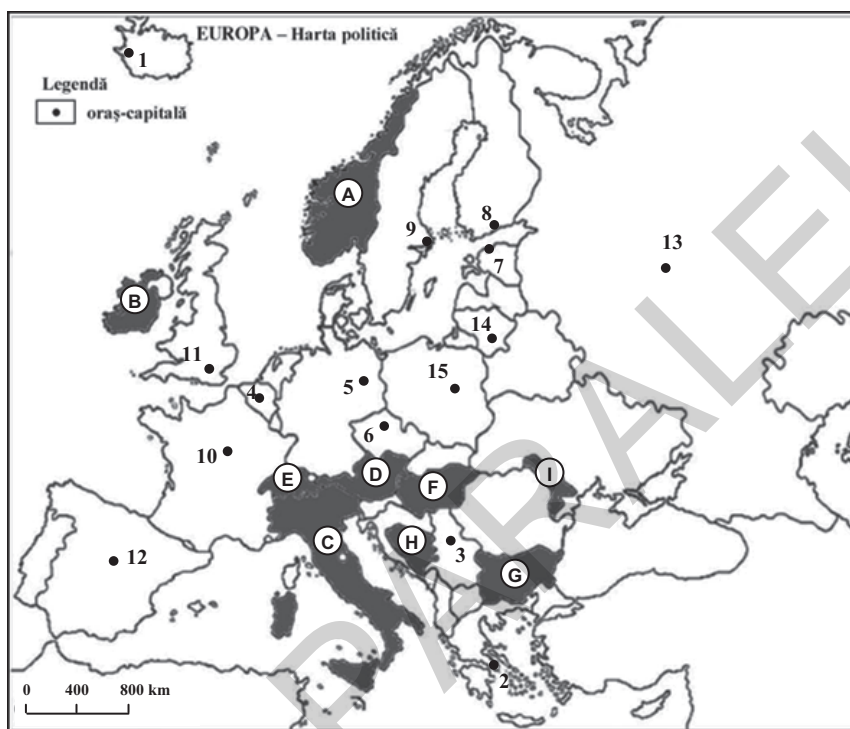 EUROPA – Harta politică
1
Legendă
oraș-capitală
A
8
9
13
7
B
14
11
4
5
15
6
10
E
D
F
I
C
H
3
12
G
2
0 400 800 km
PARALEL